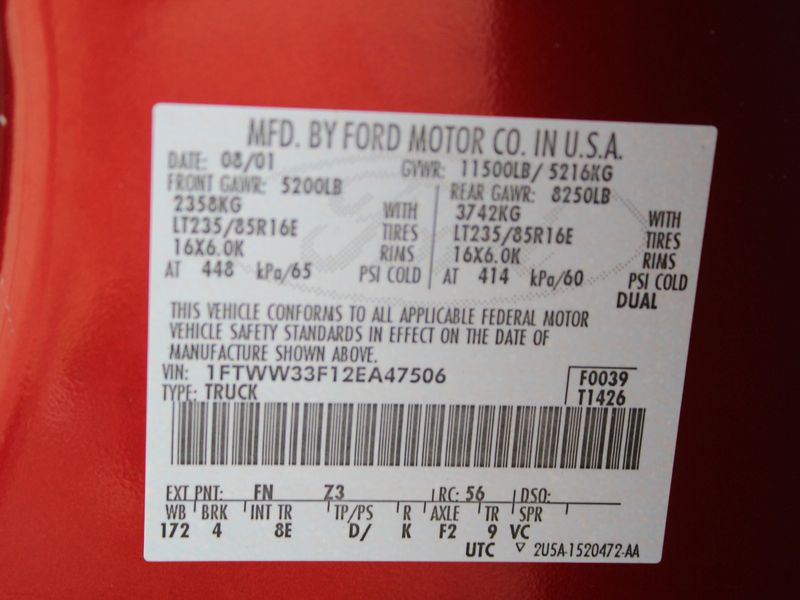 MFD. BY FORD MOTOR CO. IN U.S.A.
DATE: 08/01 GVWR: 11500LB/ 5216KG
FRONT GAWR: 5200LB REAR GAWR: 8250LB
2358KG WITH 3742KG WITH
LT235/85R16E TIRES LT235/85R16E TIRES
16X6.0K RIMS 16X6.0K RIMS
AT 448 kPa/65 PSI COLD AT 414 kPa/60 PSI COLD
DUAL
THIS VEHICLE CONFORMS TO ALL APPLICABLE FEDERAL MOTOR
VEHICLE SAFETY STANDARDS IN EFFECT ON THE DATE OF
MANUFACTURE SHOWN ABOVE.
VIN: 1FTWW33F12EA47506 F0039
TYPE: TRUCK T1426
EXT PNT: FN Z3 RC: 56 DSO:
WB BRK INT TR TP/PS R AXLE TR SPR
172 4 8E D/ K F2 9 VC
UTC ▽ 2U5A-1520472-AA